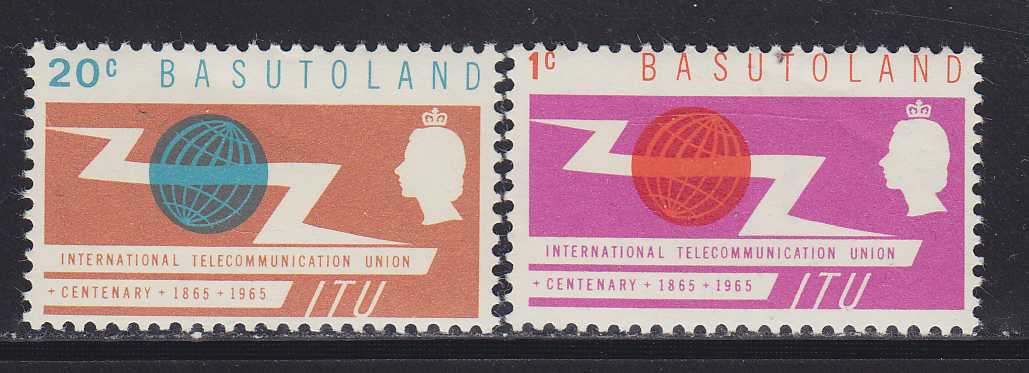 20c BASUTOLAND
INTERNATIONAL TELECOMMUNICATION UNION
+ CENTENARY + 1865 + 1965
ITU
1c BASUTOLAND
INTERNATIONAL TELECOMMUNICATION UNION
+ CENTENARY + 1865 + 1965
ITU